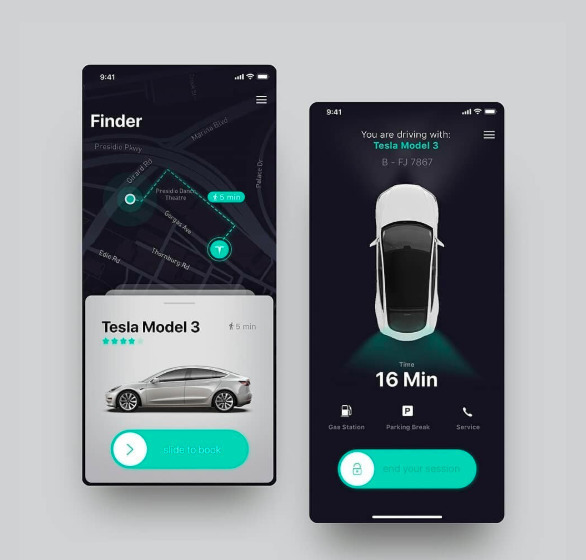 9:41
Finder
Marina Blvd
Presidio Pkwy
Girard Rd
Palace Dr
Presidio Dance
Theatre
5 min
Gorgas Ave
Edie Rd
Thornburg Rd
Tesla Model 3
5 min
slide to book
9:41
You are driving with:
Tesla Model 3
B - FJ 7867
Time
16 Min
P
Gas Station
Parking Break
Service
end your session